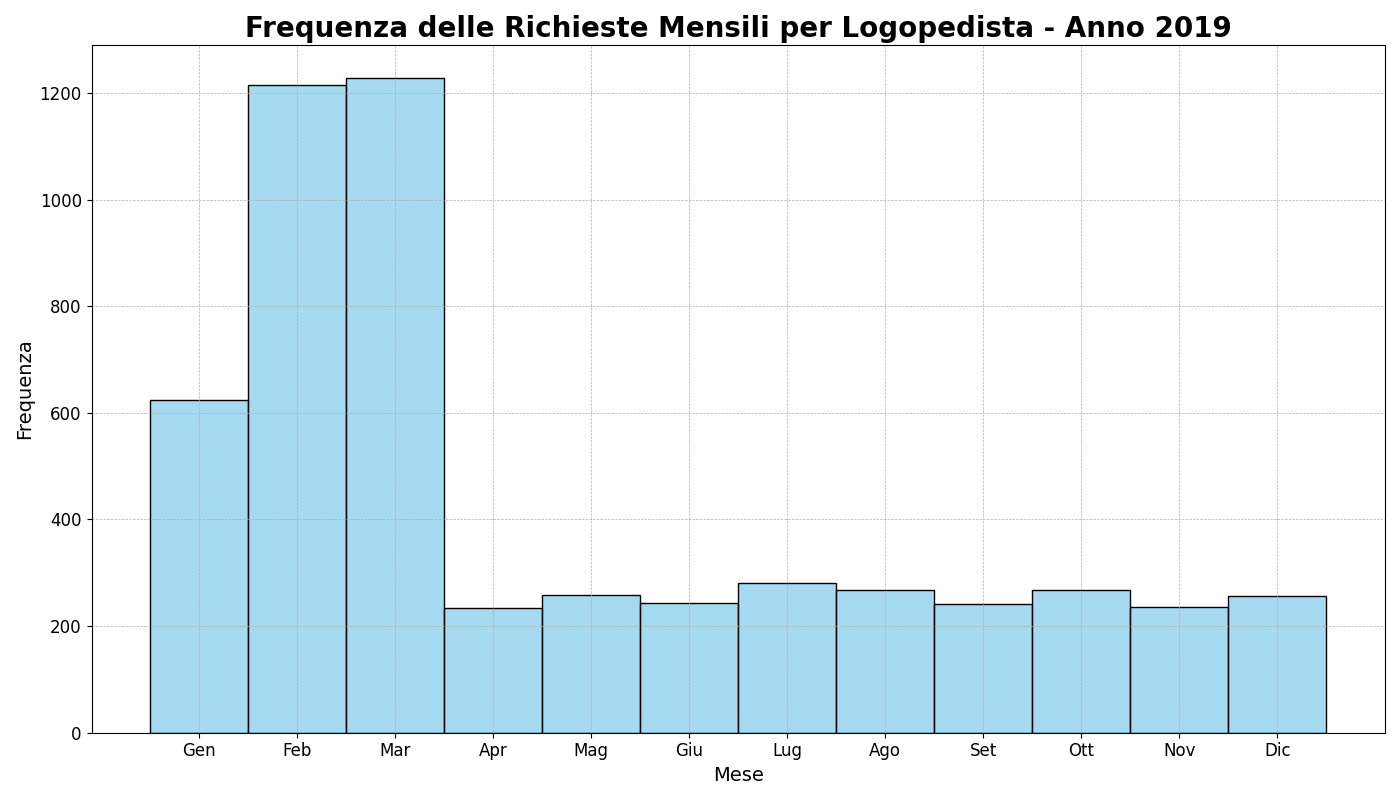 Frequenza delle Richieste Mensili per Logopedista - Anno 2019
Frequenza
1200
1000
800
600
400
200
0
Gen Feb Mar Apr Mag Giu Lug Ago Set Ott Nov Dic
Mese